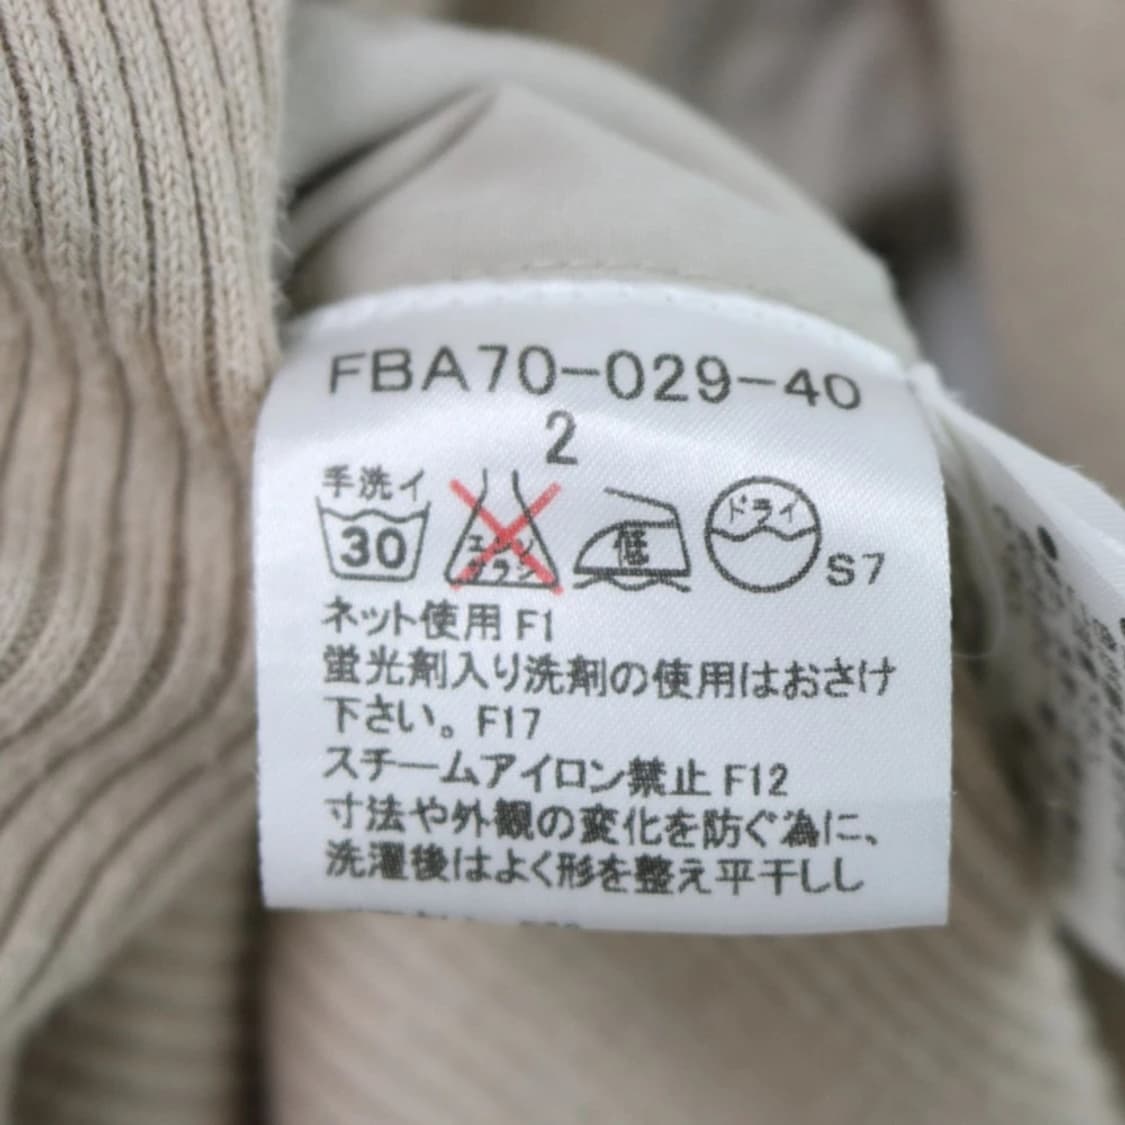 FBA70-029-40
2
手洗イ
30
エンソ
サラシ
低
ドライ
S7
ネット使用 F1
蛍光剤入り洗剤の使用はおさけ
下さい。F17
スチームアイロン禁止 F12
寸法や外観の変化を防ぐ為に、
洗濯後はよく形を整え平干しし